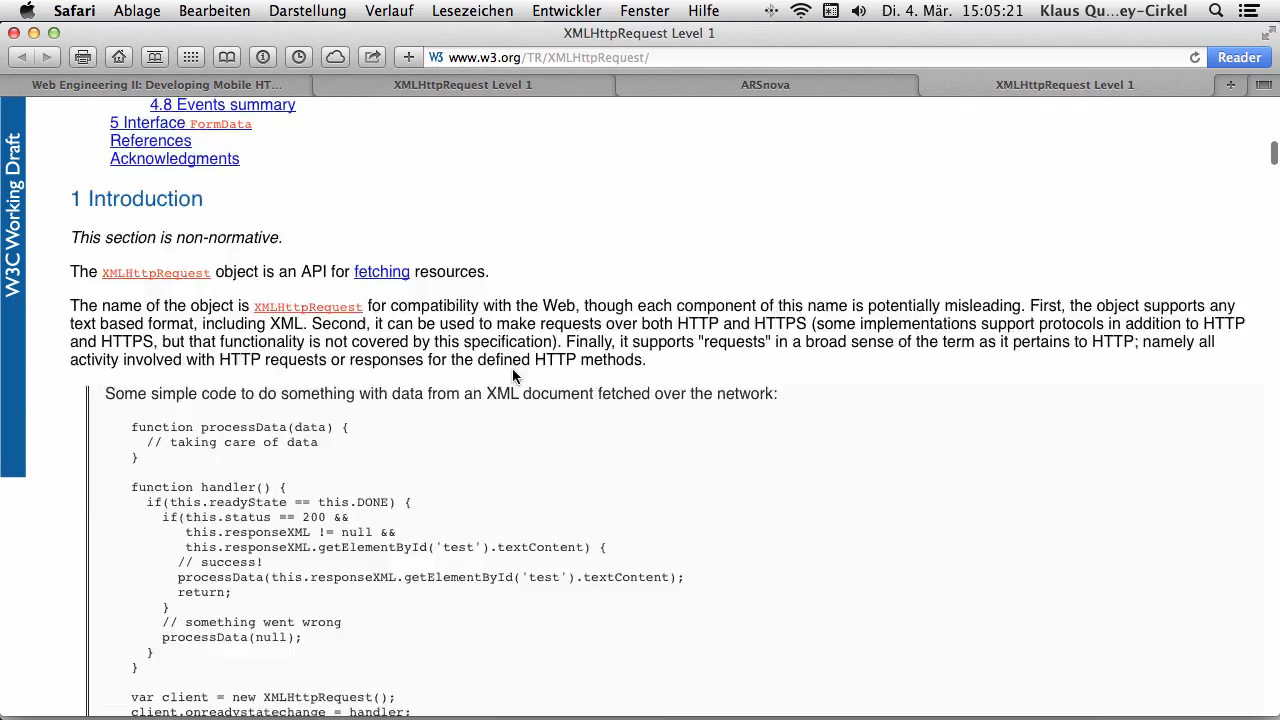 Safari Ablage Bearbeiten Darstellung Verlauf Lesezeichen Entwickler Fenster Hilfe Di. 4. Mär. 15:05:21 Klaus Qu...ey-Cirkel
XMLHttpRequest Level 1
W3 www.w3.org/TR/XMLHttpRequest/ Reader
Web Engineering II: Developing Mobile HT... XMLHttpRequest Level 1 ARSnova XMLHttpRequest Level 1
W3C Working Draft
4.8 Events summary
5 Interface FormData
References
Acknowledgments
1 Introduction
This section is non-normative.
The XMLHttpRequest object is an API for fetching resources.
The name of the object is XMLHttpRequest for compatibility with the Web, though each component of this name is potentially misleading. First, the object supports any
text based format, including XML. Second, it can be used to make requests over both HTTP and HTTPS (some implementations support protocols in addition to HTTP
and HTTPS, but that functionality is not covered by this specification). Finally, it supports "requests" in a broad sense of the term as it pertains to HTTP; namely all
activity involved with HTTP requests or responses for the defined HTTP methods.
Some simple code to do something with data from an XML document fetched over the network:
function processData(data) {
// taking care of data
}
function handler() {
if(this.readyState == this.DONE) {
if(this.status == 200 &&
this.responseXML != null &&
this.responseXML.getElementById('test').textContent) {
// success!
processData(this.responseXML.getElementById('test').textContent);
return;
}
// something went wrong
processData(null);
}
}
var client = new XMLHttpRequest();
client.onreadystatechange = handler;